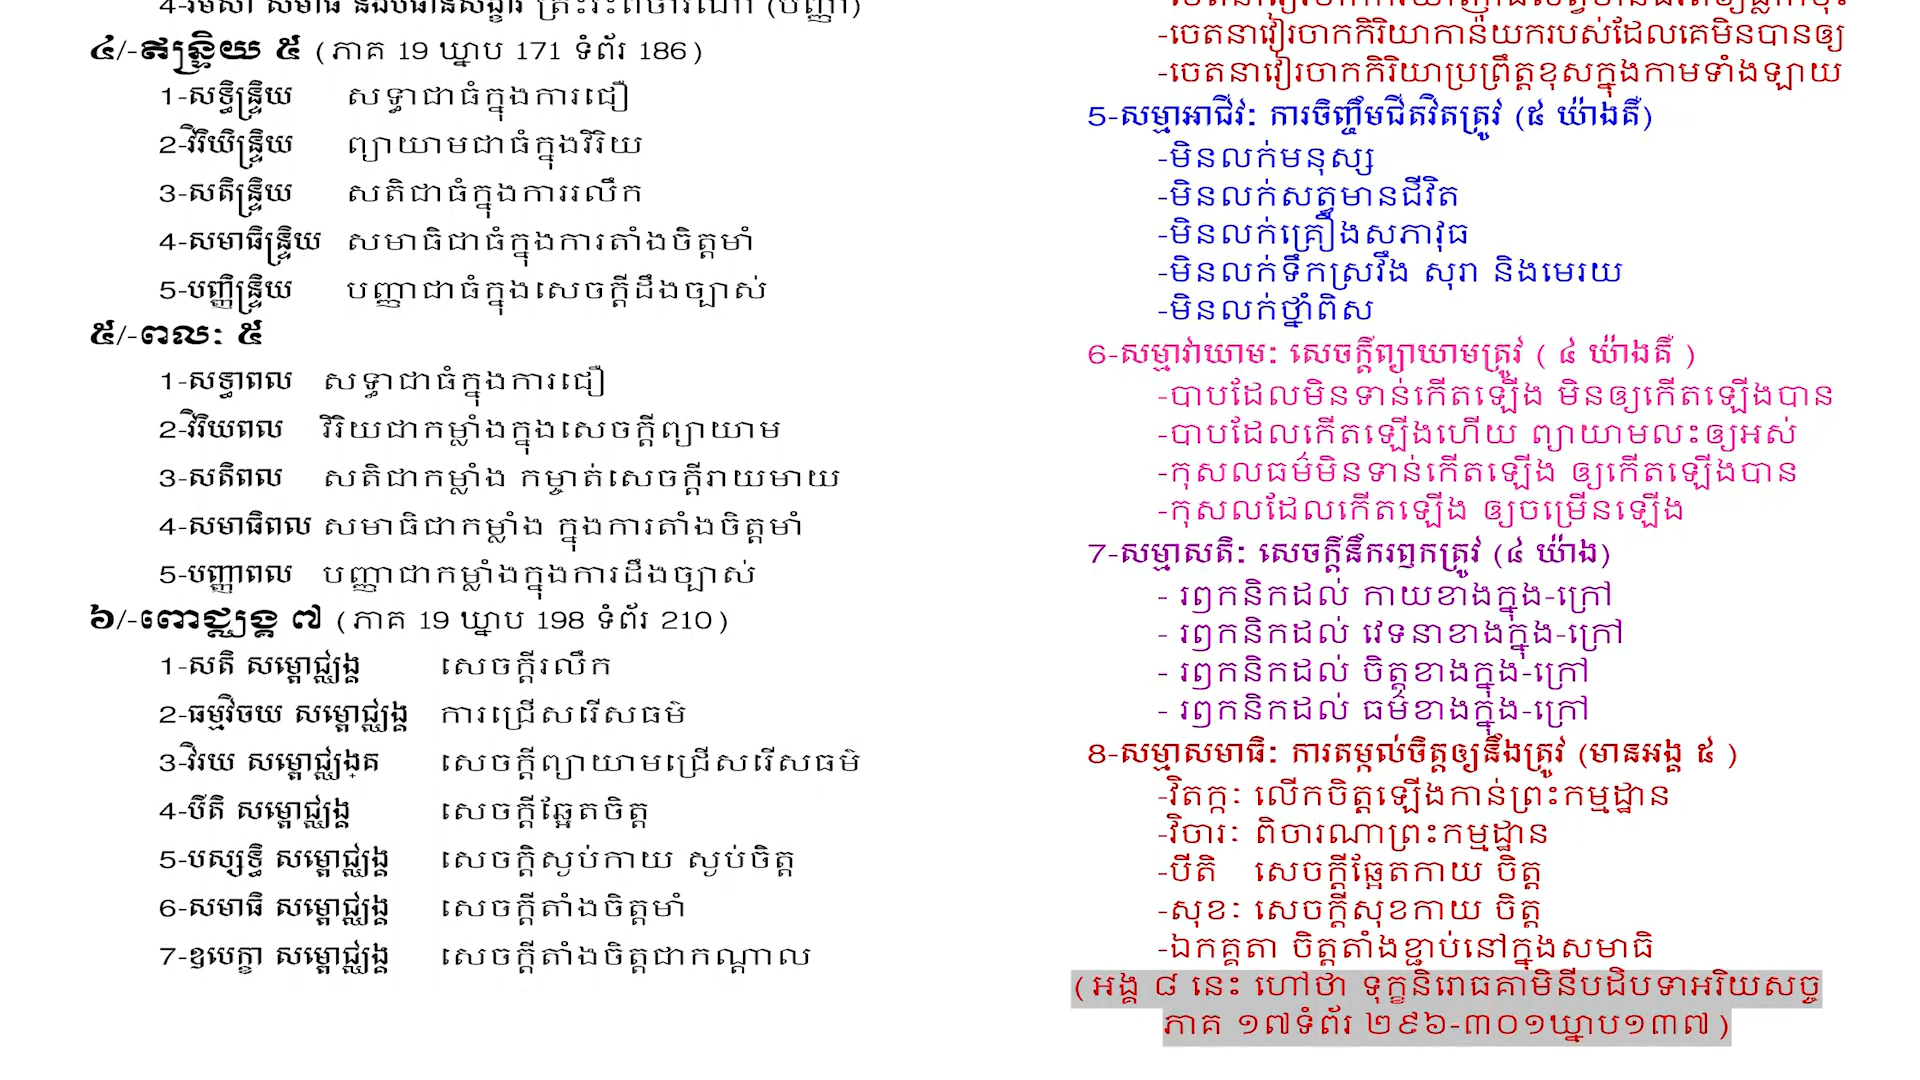 ៤/-ឥន្ទ្រិយ ៥ (ភាគ 19 ឃ្នាប 171 ទំព័រ 186)
1-សទ្ធិន្ទ្រិយ សទ្ធាជាធំក្នុងការជឿ
2-វិរិយិន្ទ្រិយ ព្យាយាមជាធំក្នុងវិរិយ
3-សតិន្ទ្រិយ សតិជាធំក្នុងការរលឹក
4-សមាធិន្ទ្រិយ សមាធិជាធំក្នុងការតាំងចិត្តមាំ
5-បញ្ញិន្ទ្រិយ បញ្ញាជាធំក្នុងសេចក្តីដឹងច្បាស់
៥/-ពលៈ ៥
1-សទ្ធាពល សទ្ធាជាធំក្នុងការជឿ
2-វិរិយពល វិរិយជាកម្លាំងក្នុងសេចក្តីព្យាយាម
3-សតិពល សតិជាកម្លាំង កម្ចាត់សេចក្តីរាយមាយ
4-សមាធិពល សមាធិជាកម្លាំង ក្នុងការតាំងចិត្តមាំ
5-បញ្ញាពល បញ្ញាជាកម្លាំងក្នុងការដឹងច្បាស់
៦/-ពោជ្ឈង្គ ៧ (ភាគ 19 ឃ្នាប 198 ទំព័រ 210)
1-សតិ សម្ពោជ្ឈង្គ សេចក្តីរលឹក
2-ធម្មវិចយ សម្ពោជ្ឈង្គ ការជ្រើសរើសធម៌
3-វិរយ សម្ពោជ្ឈង្គ សេចក្តីព្យាយាមជ្រើសរើសធម៌
4-បីតិ សម្ពោជ្ឈង្គ សេចក្តីឆ្អែតចិត្ត
5-បស្សទ្ធិ សម្ពោជ្ឈង្គ សេចក្តិស្ងប់កាយ ស្ងប់ចិត្ត
6-សមាធិ សម្ពោជ្ឈង្គ សេចក្តីតាំងចិត្តមាំ
7-ឧបេក្ខា សម្ពោជ្ឈង្គ សេចក្តីតាំងចិត្តជាកណ្តាល
-ចេតនាវៀរចាកកិរិយាកាន់យករបស់ដែលគេមិនបានឲ្យ
-ចេតនាវៀរចាកកិរិយាប្រព្រឹត្តខុសក្នុងកាមទាំងឡាយ
5-សម្មាអាជីវៈ ការចិញ្ចឹមជីតវិតត្រូវ (៥ យ៉ាងគឺ)
-មិនលក់មនុស្ស
-មិនលក់សត្វមានជីវិត
-មិនលក់គ្រឿងសភាវុធ
-មិនលក់ទឹកស្រវឹង សុរា និងមេរយ
-មិនលក់ថ្នាំពិស
6-សម្មាវាយាមៈ សេចក្តីព្យាយាមត្រូវ ( ៤ យ៉ាងគឺ )
-បាបដែលមិនទាន់កើតឡើង មិនឲ្យកើតឡើងបាន
-បាបដែលកើតឡើងហើយ ព្យាយាមលះឲ្យអស់
-កុសលធម៌មិនទាន់កើតឡើង ឲ្យកើតឡើងបាន
-កុសលដែលកើតឡើង ឲ្យចម្រើនឡើង
7-សម្មាសតិៈ សេចក្តីនឹករឭកត្រូវ (៤ យ៉ាង)
- រឭកនិកដល់ កាយខាងក្នុង-ក្រៅ
- រឭកនិកដល់ វេទនាខាងក្នុង-ក្រៅ
- រឭកនិកដល់ ចិត្តខាងក្នុង-ក្រៅ
- រឭកនិកដល់ ធម៌ខាងក្នុង-ក្រៅ
8-សម្មាសមាធិៈ ការតម្កល់ចិត្តឲ្យនឹងត្រូវ (មានអង្គ ៥ )
-វិតក្កៈ លើកចិត្តឡើងកាន់ព្រះកម្មដ្ឋាន
-វិចារៈ ពិចារណាព្រះកម្មដ្ឋាន
-បីតិ សេចក្តីឆ្អែតកាយ ចិត្ត
-សុខៈ សេចក្តីសុខកាយ ចិត្ត
-ឯកគ្គតា ចិត្តតាំងខ្ជាប់នៅក្នុងសមាធិ
(អង្គ ៨ នេះ ហៅថា ទុក្ខនិរោធគាមិនីបដិបទាអរិយសច្ច
ភាគ ១៧ទំព័រ ២៩៦-៣០១ឃ្នាប១៣៧)